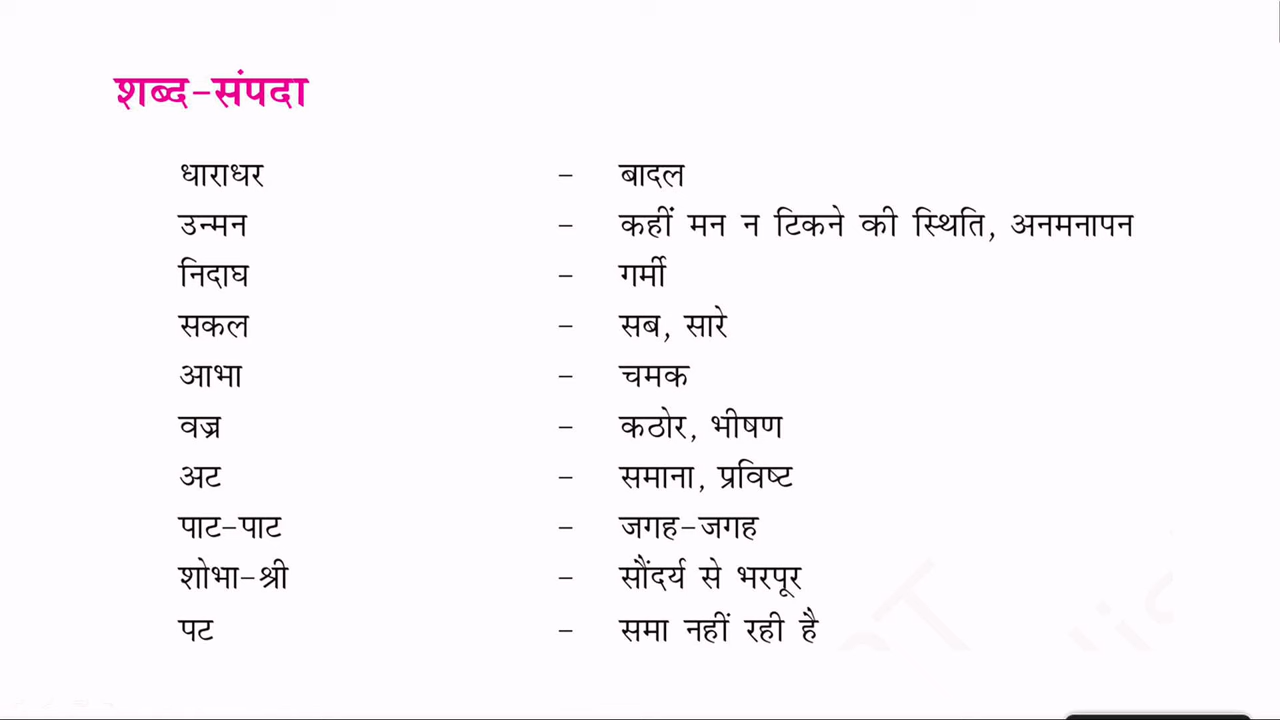 शब्द-संपदा
धाराधर - बादल
उन्मन - कहीं मन न टिकने की स्थिति, अनमनापन
निदाघ - गर्मी
सकल - सब, सारे
आभा - चमक
वज्र - कठोर, भीषण
अट - समाना, प्रविष्ट
पाट-पाट - जगह-जगह
शोभा-श्री - सौंदर्य से भरपूर
पट - समा नहीं रही है